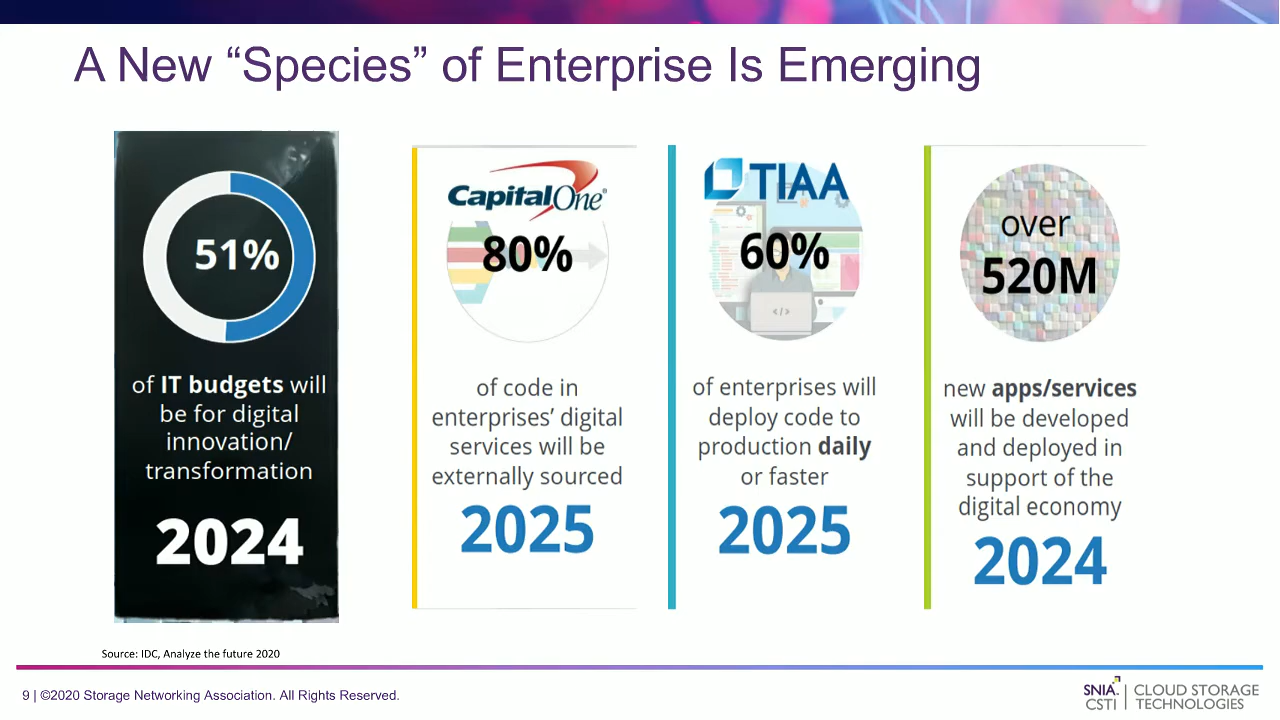 A New “Species” of Enterprise Is Emerging
51%
of IT budgets will
be for digital
innovation/
transformation
2024
CapitalOne®
80%
of code in
enterprises’ digital
services will be
externally sourced
2025
TIAA
60%
</>
of enterprises will
deploy code to
production daily
or faster
2025
over
520M
new apps/services
will be developed
and deployed in
support of the
digital economy
2024
Source: IDC, Analyze the future 2020
9 | ©2020 Storage Networking Association. All Rights Reserved.
SNIA.
CSTI
CLOUD STORAGE
TECHNOLOGIES